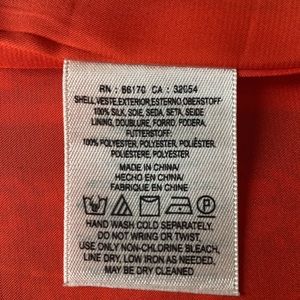 RN : 66170 CA : 32054
SHELL,VESTE,EXTERIOR,ESTERNO,OBERSTOFF
100% SILK, SOIE, SEDA, SETA, SEIDE
LINING, DOUBLURE, FORRO, FODERA,
FUTTERSTOFF:
100% POLYESTER, POLYESTER, POLIÉSTER,
POLIESTERE, POLYESTER
MADE IN CHINA/
HECHO EN CHINA/
FABRIQUE EN CHINE
HAND WASH COLD SEPARATELY.
DO NOT WRING OR TWIST.
USE ONLY NON-CHLORINE BLEACH.
LINE DRY, LOW IRON AS NEEDED.
MAY BE DRY CLEANED